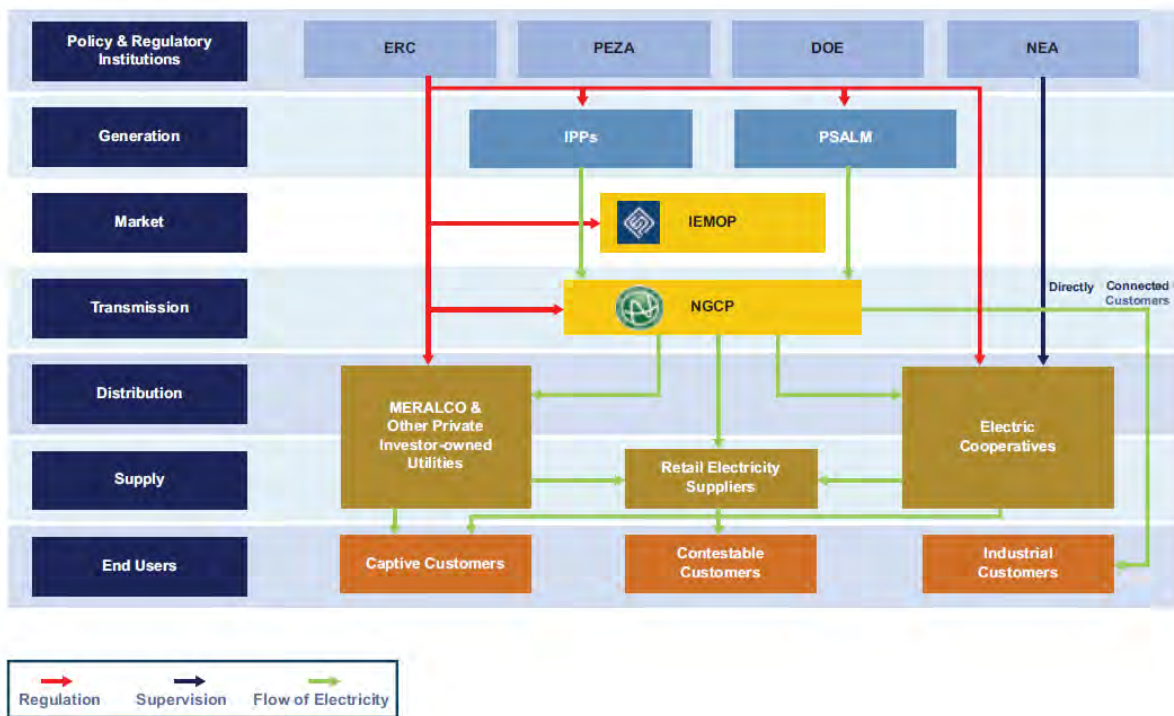 Policy & Regulatory
Institutions
ERC
PEZA
DOE
NEA
Generation
IPPs
PSALM
Market
IEMOP
Transmission
NGCP
Directly Connected
Customers
Distribution
MERALCO &
Other Private
Investor-owned
Utilities
Electric
Cooperatives
Supply
Retail Electricity
Suppliers
End Users
Captive Customers
Contestable
Customers
Industrial
Customers
Regulation
Supervision
Flow of Electricity